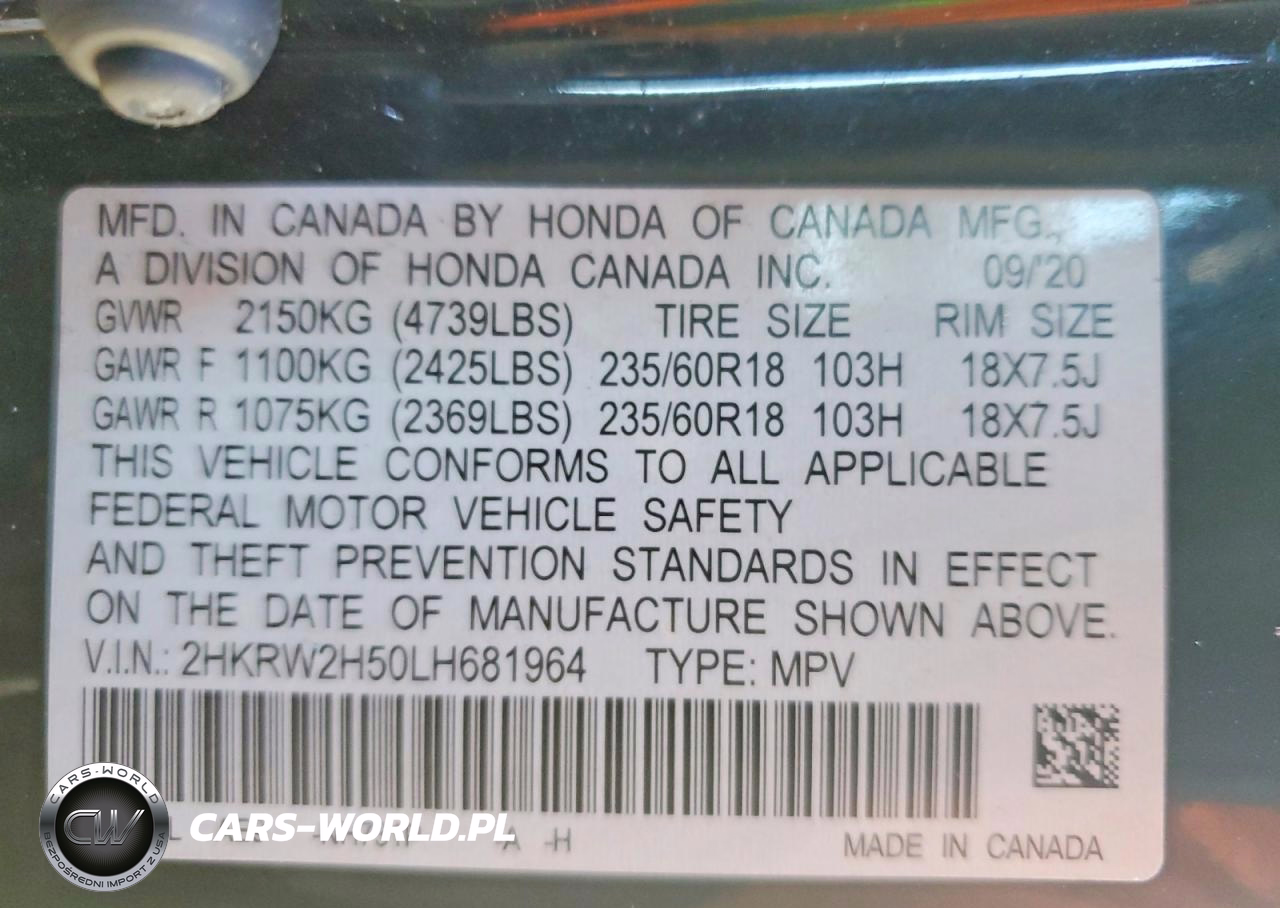 MFD. IN CANADA BY HONDA OF CANADA MFG.,
A DIVISION OF HONDA CANADA INC. 09/'20
GVWR 2150KG (4739LBS) TIRE SIZE RIM SIZE
GAWR F 1100KG (2425LBS) 235/60R18 103H 18X7.5J
GAWR R 1075KG (2369LBS) 235/60R18 103H 18X7.5J
THIS VEHICLE CONFORMS TO ALL APPLICABLE
FEDERAL MOTOR VEHICLE SAFETY
AND THEFT PREVENTION STANDARDS IN EFFECT
ON THE DATE OF MANUFACTURE SHOWN ABOVE.
V.I.N.: 2HKRW2H50LH681964 TYPE: MPV
A -H MADE IN CANADA
CARS-WORLD
CW
BEZPOŚREDNI IMPORT Z USA
CARS-WORLD.PL